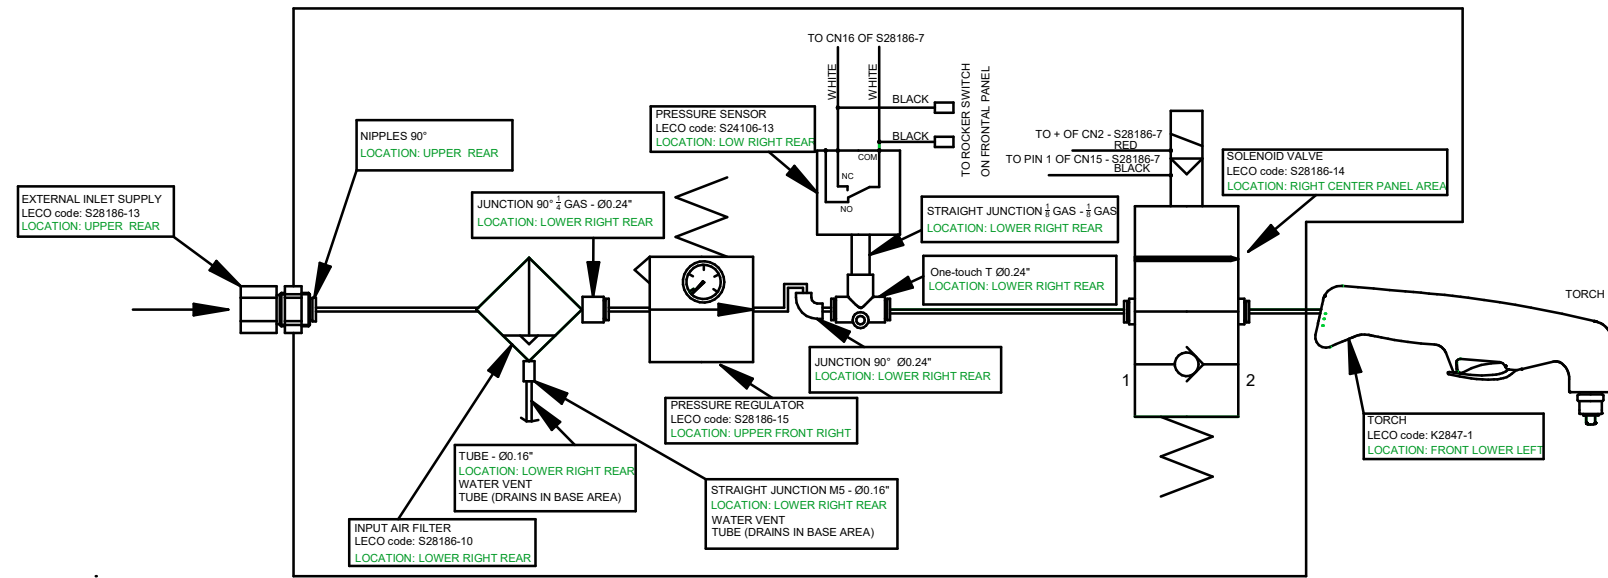 TO CN16 OF S28186-7
WHITE
WHITE
BLACK
BLACK
TO ROCKER SWITCH
ON FRONTAL PANEL
PRESSURE SENSOR
LECO code: S24106-13
LOCATION: LOW RIGHT REAR
COM
NC
NO
NIPPLES 90°
LOCATION: UPPER REAR
EXTERNAL INLET SUPPLY
LECO code: S28186-13
LOCATION: UPPER REAR
JUNCTION 90° 1/4 GAS - Ø0.24"
LOCATION: LOWER RIGHT REAR
STRAIGHT JUNCTION 1/8 GAS - 1/8 GAS
LOCATION: LOWER RIGHT REAR
One-touch T Ø0.24"
LOCATION: LOWER RIGHT REAR
TO + OF CN2 - S28186-7
RED
TO PIN 1 OF CN15 - S28186-7
BLACK
SOLENOID VALVE
LECO code: S28186-14
LOCATION: RIGHT CENTER PANEL AREA
TORCH
JUNCTION 90° Ø0.24"
LOCATION: LOWER RIGHT REAR
1
2
PRESSURE REGULATOR
LECO code: S28186-15
LOCATION: UPPER FRONT RIGHT
TORCH
LECO code: K2847-1
LOCATION: FRONT LOWER LEFT
TUBE - Ø0.16"
LOCATION: LOWER RIGHT REAR
WATER VENT
TUBE (DRAINS IN BASE AREA)
STRAIGHT JUNCTION M5 - Ø0.16"
LOCATION: LOWER RIGHT REAR
WATER VENT
TUBE (DRAINS IN BASE AREA)
INPUT AIR FILTER
LECO code: S28186-10
LOCATION: LOWER RIGHT REAR